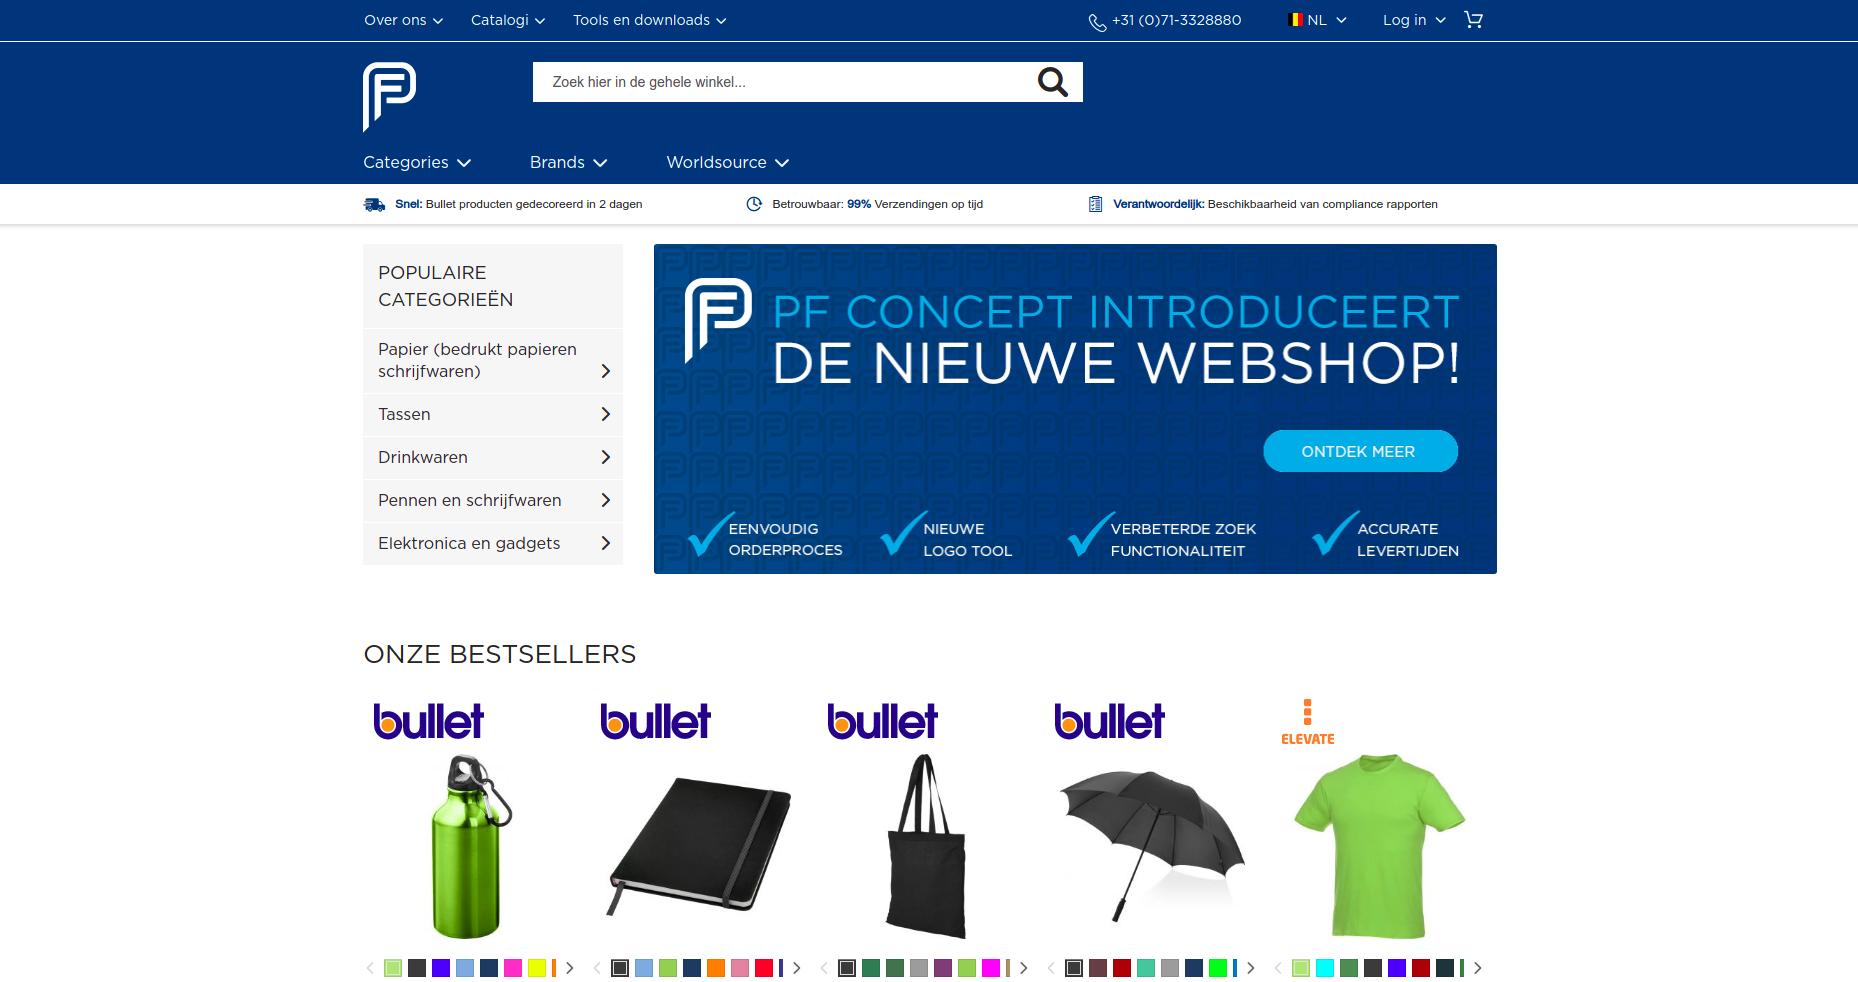 Over ons Catalogi Tools en downloads +31 (0)71-3328880 NL Log in
Zoek hier in de gehele winkel...
Categories Brands Worldsource
Snel: Bullet producten gedecoreerd in 2 dagen Betrouwbaar: 99% Verzendingen op tijd Verantwoordelijk: Beschikbaarheid van compliance rapporten
POPULAIRE
CATEGORIEËN
Papier (bedrukt papieren
schrijfwaren)
Tassen
Drinkwaren
Pennen en schrijfwaren
Elektronica en gadgets
PF CONCEPT INTRODUCEERT
DE NIEUWE WEBSHOP!
ONTDEK MEER
EENVOUDIG
ORDERPROCES
NIEUWE
LOGO TOOL
VERBETERDE ZOEK
FUNCTIONALITEIT
ACCURATE
LEVERTIJDEN
ONZE BESTSELLERS
bullet bullet bullet bullet ELEVATE